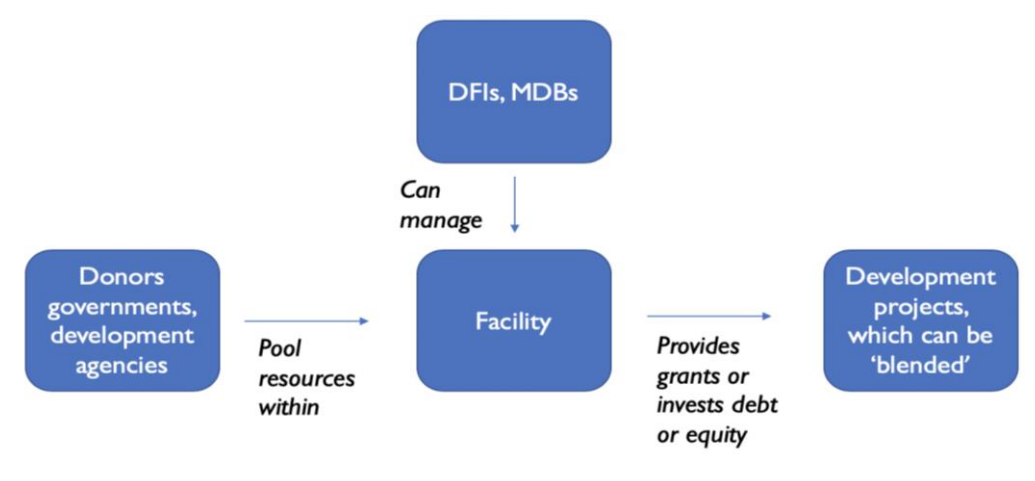 DFIs, MDBs
Can
manage
Donors
governments,
development
agencies
Pool
resources
within
Facility
Provides
grants or
invests debt
or equity
Development
projects,
which can be
‘blended’